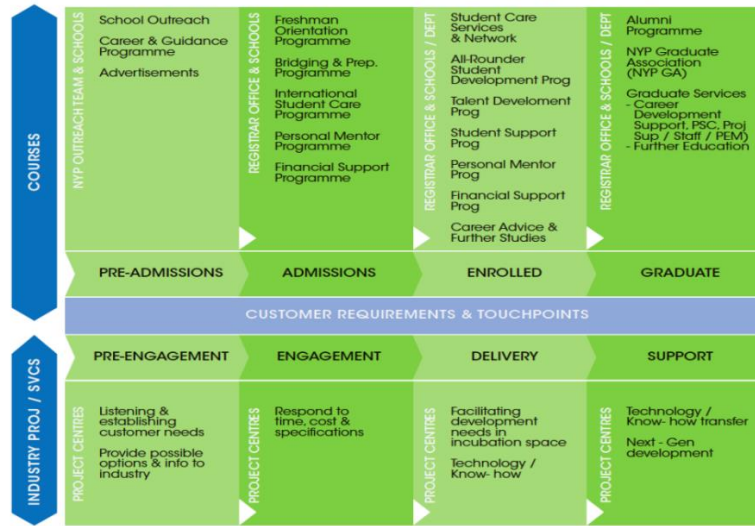 COURSES
NYP OUTREACH TEAM & SCHOOLS
School Outreach
Career & Guidance
Programme
Advertisements
REGISTRAR OFFICE & SCHOOLS
Freshman
Orientation
Programme
Bridging & Prep.
Programme
International
Student Care
Programme
Personal Mentor
Programme
Financial Support
Programme
REGISTRAR OFFICE & SCHOOLS / DEPT
Student Care
Services
& Network
All-Rounder
Student
Development Prog
Talent Develoment
Prog
Student Support
Prog
Personal Mentor
Prog
Financial Support
Prog
Career Advice &
Further Studies
REGISTRAR OFFICE & SCHOOLS / DEPT
Alumni
Programme
NYP Graduate
Association
(NYP GA)
Graduate Services
- Career
Development
Support, PSC, Proj
Sup / Staff / PEM)
- Further Education
PRE-ADMISSIONS
ADMISSIONS
ENROLLED
GRADUATE
CUSTOMER REQUIREMENTS & TOUCHPOINTS
INDUSTRY PROJ / SVCS
PRE-ENGAGEMENT
ENGAGEMENT
DELIVERY
SUPPORT
PROJECT CENTRES
Listening &
establishing
customer needs
Provide possible
options & info to
industry
PROJECT CENTRES
Respond to
time, cost &
specifications
PROJECT CENTRES
Facilitating
development
needs in
incubation space
Technology /
Know- how
PROJECT CENTRES
Technology /
Know- how transfer
Next - Gen
development